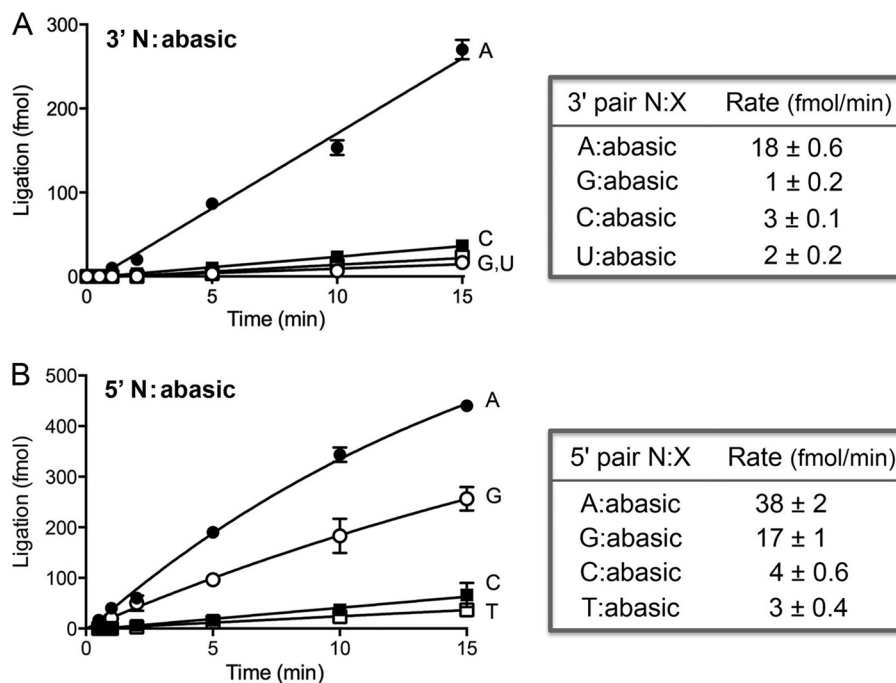 A
3' N:abasic
300
200
100
0
Ligation (fmol)
A
C
G,U
0
5
10
15
Time (min)
3' pair N:X Rate (fmol/min)
A:abasic 18 ± 0.6
G:abasic 1 ± 0.2
C:abasic 3 ± 0.1
U:abasic 2 ± 0.2
B
5' N:abasic
500
400
300
200
100
0
Ligation (fmol)
A
G
C
T
0
5
10
15
Time (min)
5' pair N:X Rate (fmol/min)
A:abasic 38 ± 2
G:abasic 17 ± 1
C:abasic 4 ± 0.6
T:abasic 3 ± 0.4